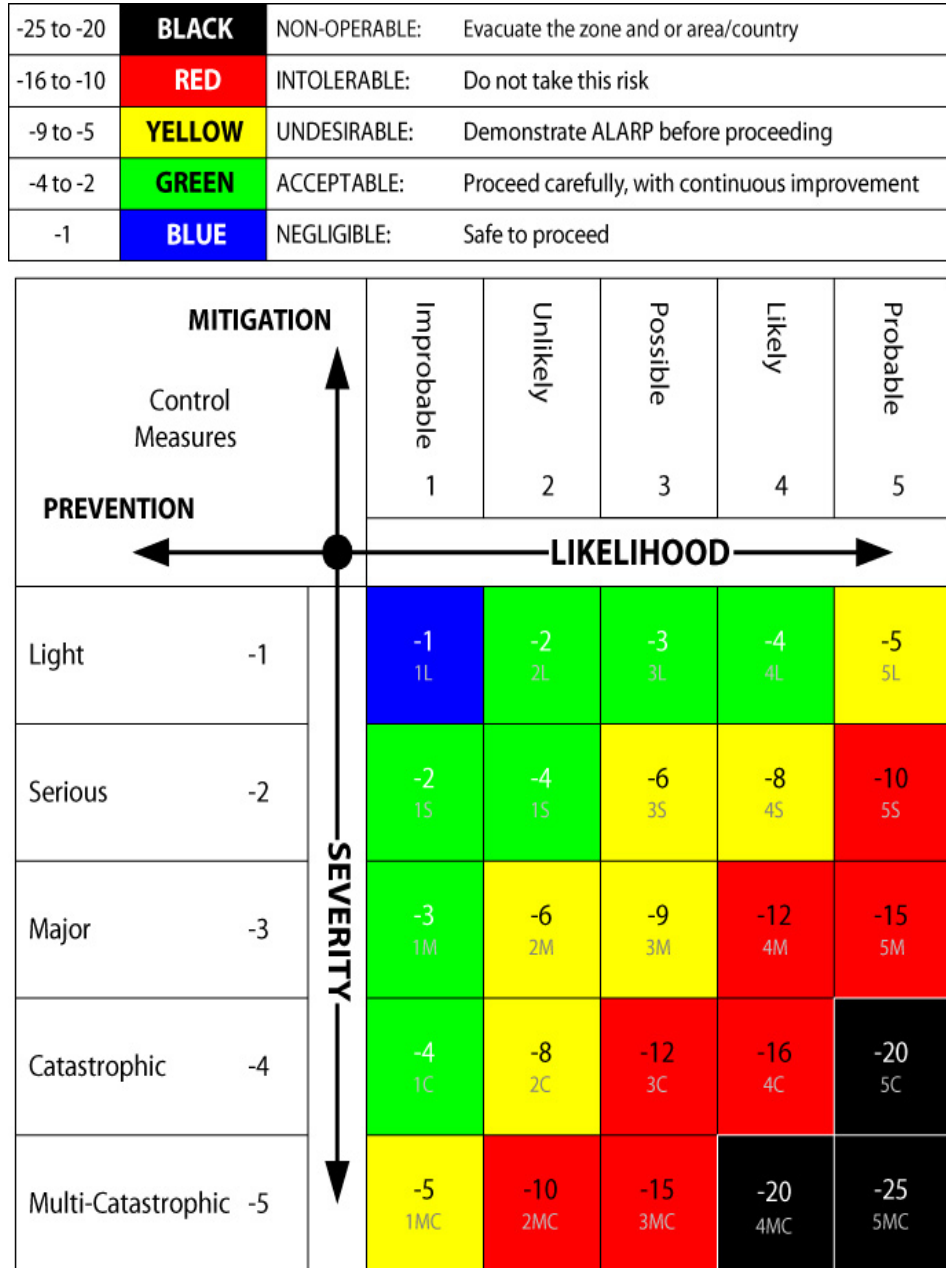 -25 to -20 BLACK NON-OPERABLE: Evacuate the zone and or area/country
-16 to -10 RED INTOLERABLE: Do not take this risk
-9 to -5 YELLOW UNDESIRABLE: Demonstrate ALARP before proceeding
-4 to -2 GREEN ACCEPTABLE: Proceed carefully, with continuous improvement
-1 BLUE NEGLIGIBLE: Safe to proceed
MITIGATION
Control
Measures
PREVENTION
Improbable Unlikely Possible Likely Probable
1 2 3 4 5
LIKELIHOOD
SEVERITY
Light -1 -1 -2 -3 -4 -5
1L 2L 3L 4L 5L
Serious -2 -2 -4 -6 -8 -10
1S 1S 3S 4S 5S
Major -3 -3 -6 -9 -12 -15
1M 2M 3M 4M 5M
Catastrophic -4 -4 -8 -12 -16 -20
1C 2C 3C 4C 5C
Multi-Catastrophic -5 -5 -10 -15 -20 -25
1MC 2MC 3MC 4MC 5MC